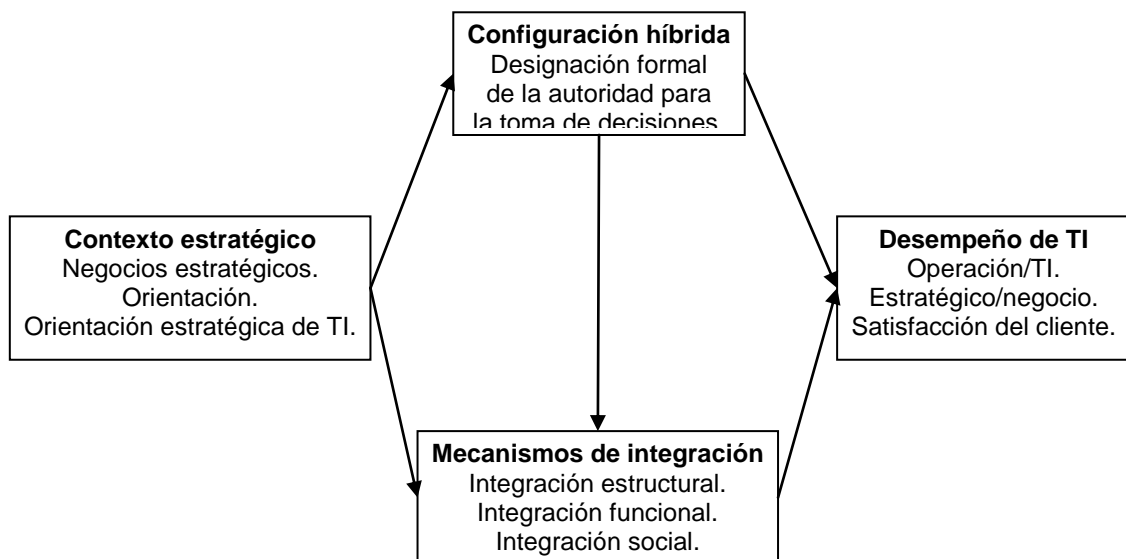 Configuración híbrida
Designación formal
de la autoridad para
la toma de decisiones
Contexto estratégico
Negocios estratégicos.
Orientación.
Orientación estratégica de TI.
Desempeño de TI
Operación/TI.
Estratégico/negocio.
Satisfacción del cliente.
Mecanismos de integración
Integración estructural.
Integración funcional.
Integración social.